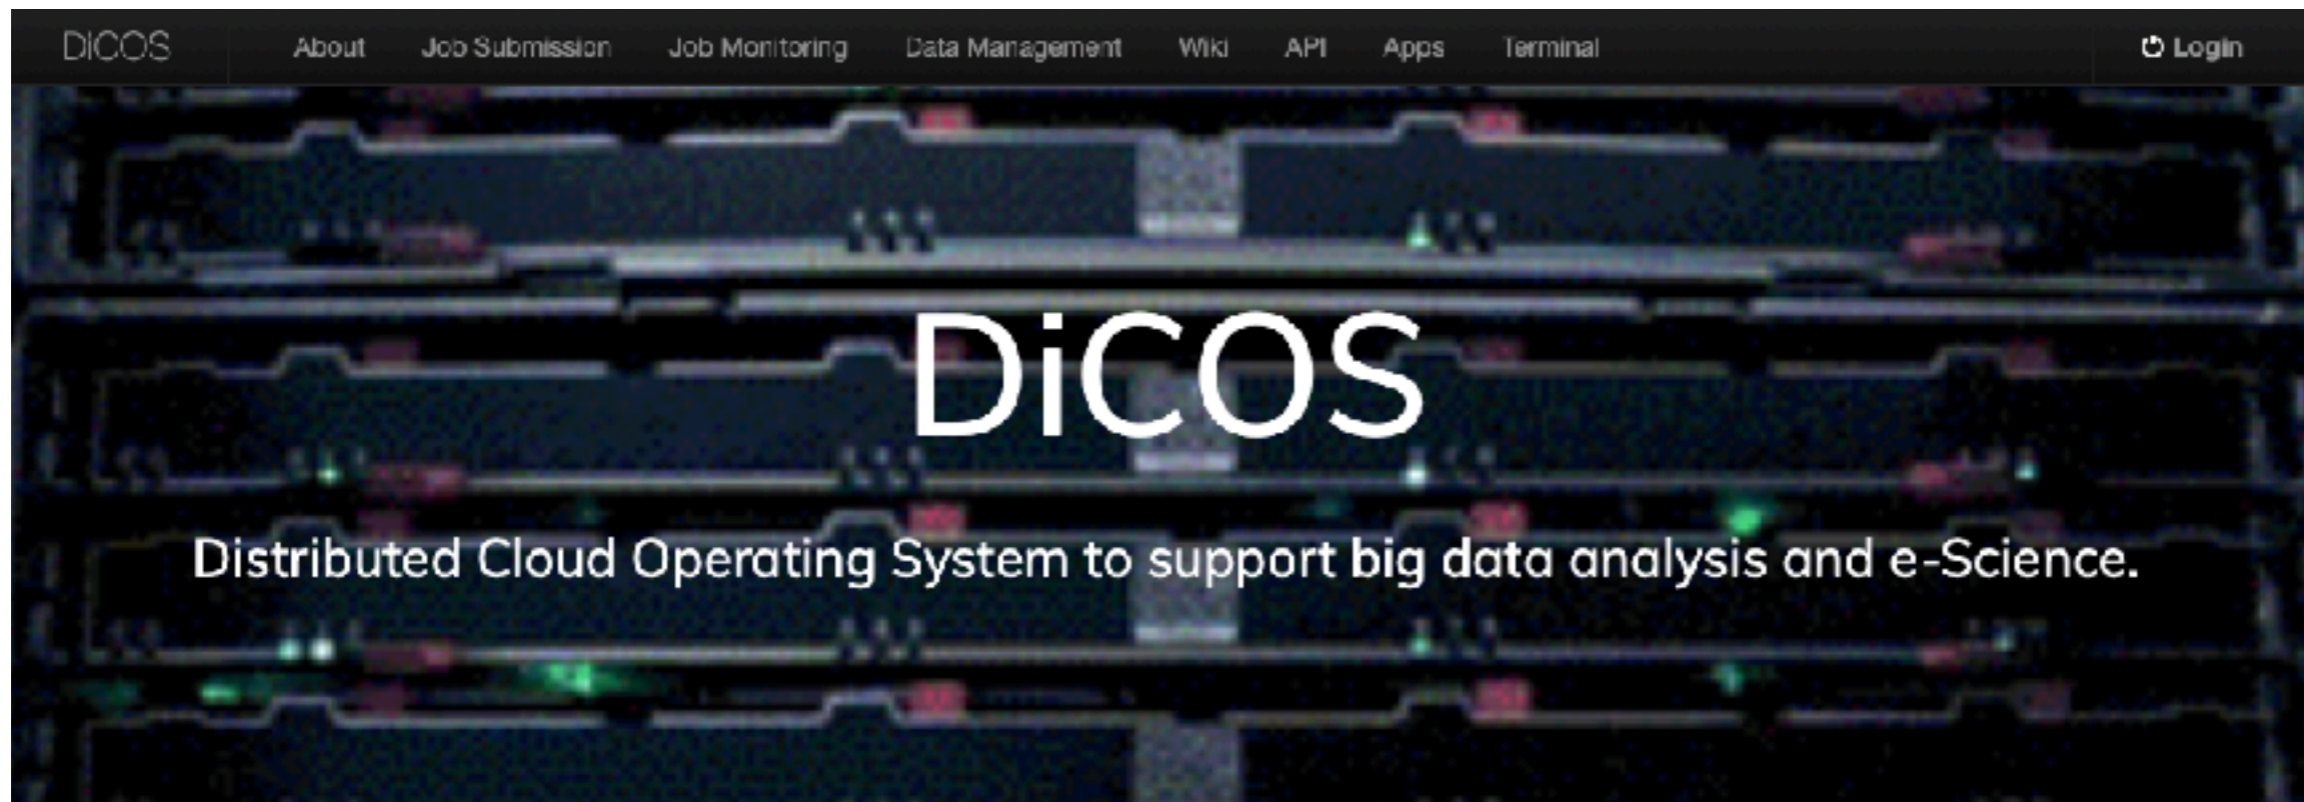 DiCOS About Job Submission Job Monitoring Data Management Wiki API Apps Terminal Login
DiCOS
Distributed Cloud Operating System to support big data analysis and e-Science.